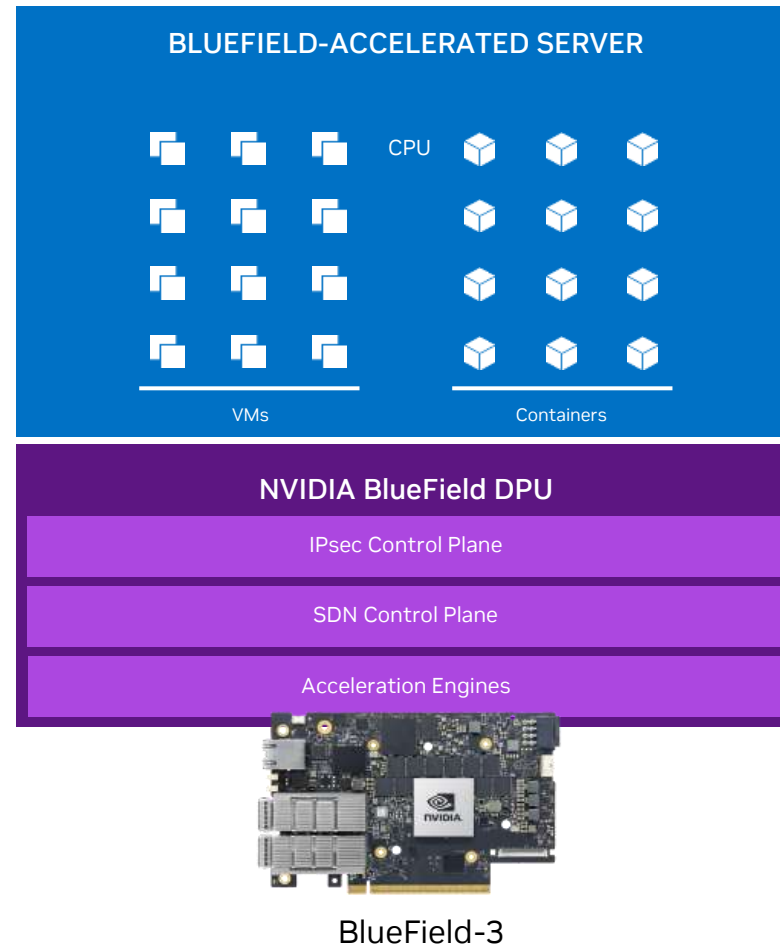 BLUEFIELD-ACCELERATED SERVER
CPU
VMs
Containers
NVIDIA BlueField DPU
IPsec Control Plane
SDN Control Plane
Acceleration Engines
NVIDIA
BlueField-3